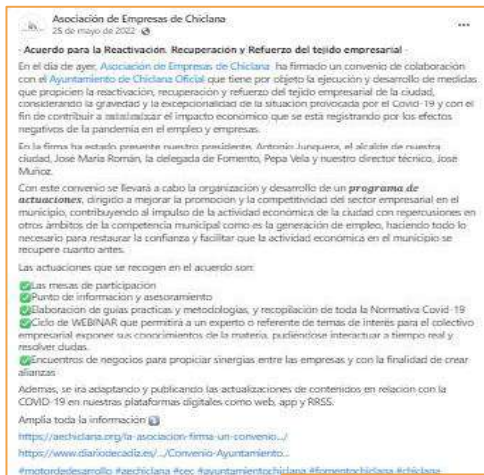 Asociación de Empresas de Chiclana
25 de mayo de 2022
- Acuerdo para la Reactivación, Recuperación y Refuerzo del tejido empresarial -
En el día de ayer, Asociación de Empresas de Chiclana ha firmado un convenio de colaboración
con el Ayuntamiento de Chiclana Oficial que tiene por objeto la ejecución y desarrollo de medidas
que propicien la reactivación, recuperación y refuerzo del tejido empresarial de la ciudad,
considerando la gravedad y la excepcionalidad de la situación provocada por el Covid-19 y con el
fin de contribuir a minimizar el impacto económico que se está registrando por los efectos
negativos de la pandemia en el empleo y empresas.
En la firma ha estado presente nuestro presidente, Antonio Junquera, el alcalde de nuestra
ciudad, José María Román, la delegada de Fomento, Pepa Vela y nuestro director técnico, José
Muñoz.
Con este convenio se llevará a cabo la organización y desarrollo de un programa de
actuaciones, dirigido a mejorar la promoción y la competitividad del sector empresarial en el
municipio, contribuyendo al impulso de la actividad económica de la ciudad con repercusiones en
otros ámbitos de la competencia municipal como es la generación de empleo, haciendo todo lo
necesario para restaurar la confianza y facilitar que la actividad económica en el municipio se
recupere cuanto antes.
Las actuaciones que se recogen en el acuerdo son:
✅Las mesas de participación
✅Punto de información y asesoramiento
✅Elaboración de guías practicas y metodologías, y recopilación de toda la Normativa Covid-19
✅Ciclo de WEBINAR que permitirá a un experto o referente de temas de interés para el colectivo
empresarial exponer sus conocimientos de la materia, pudiéndose interactuar a tiempo real y
resolver dudas.
✅Encuentros de negocios para propiciar sinergias entre las empresas y con la finalidad de crear
alianzas
Además, se ira adaptando y publicando las actualizaciones de contenidos en relación con la
COVID-19 en nuestras plataformas digitales como web, app y RRSS.
Amplia toda la información ⤵
https://aechiclana.org/la-asociacion-firma-un-convenio.../
https://www.diariodecadiz.es/.../Convenio-Ayuntamiento...
#motordedesarrollo #aechiclana #cec #ayuntamientochiclana #fomentochiclana #chiclana